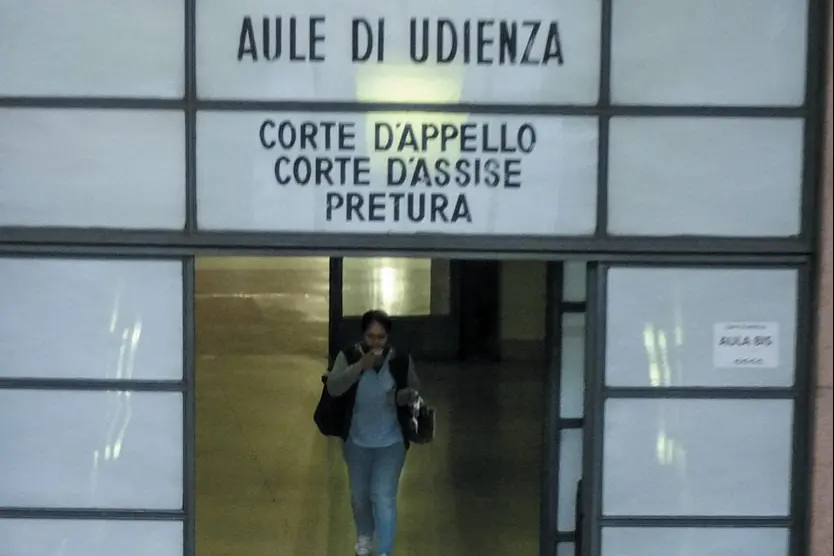 AULE DI UDIENZA
CORTE D'APPELLO
CORTE D'ASSISE
PRETURA
AULA BIS